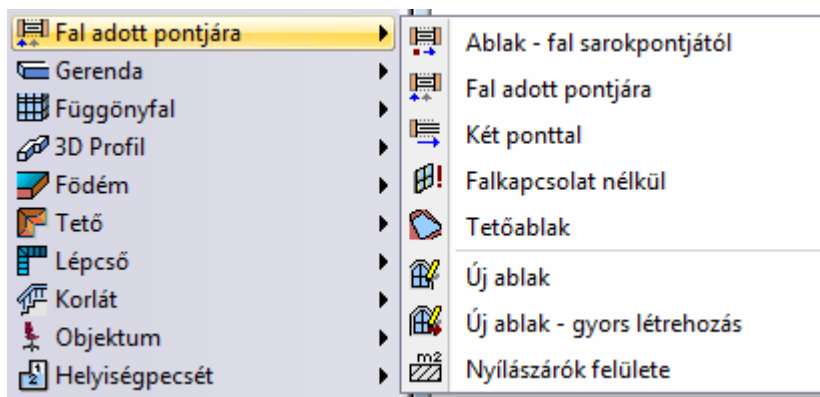 Fal adott pontjára
Gerenda
Függönyfal
3D Profil
Födém
Tető
Lépcső
Korlát
Objektum
Helyiségpecsét
Ablak - fal sarokpontjától
Fal adott pontjára
Két ponttal
Falkapcsolat nélkül
Tetőablak
Új ablak
Új ablak - gyors létrehozás
m2
Nyílászárók felülete